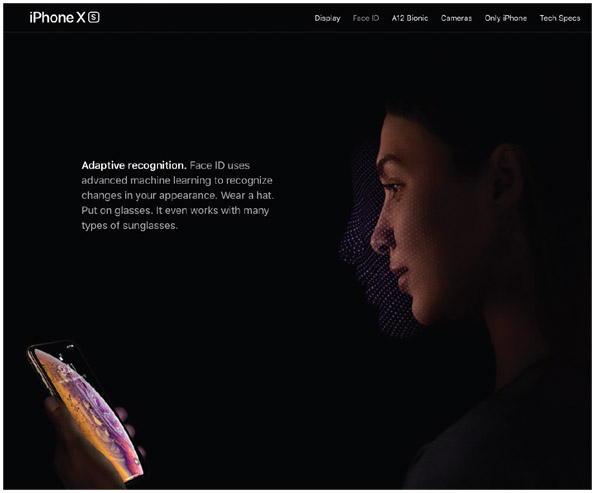 iPhone XS
Display Face ID A12 Bionic Cameras Only iPhone Tech Specs
Adaptive recognition. Face ID uses
advanced machine learning to recognize
changes in your appearance. Wear a hat.
Put on glasses. It even works with many
types of sunglasses.